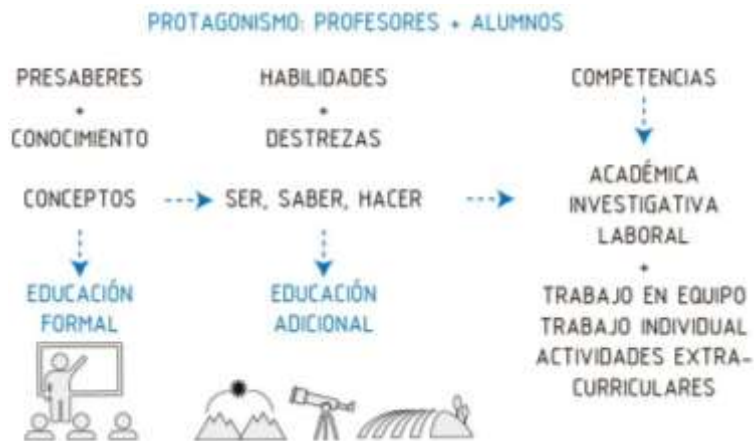 PROTAGONISMO: PROFESORES + ALUMNOS
PRESABERES
+
CONOCIMIENTO
CONCEPTOS
EDUCACIÓN
FORMAL
HABILIDADES
+
DESTREZAS
SER, SABER, HACER
EDUCACIÓN
ADICIONAL
COMPETENCIAS
ACADÉMICA
INVESTIGATIVA
LABORAL
+
TRABAJO EN EQUIPO
TRABAJO INDIVIDUAL
ACTIVIDADES EXTRA-
CURRICULARES